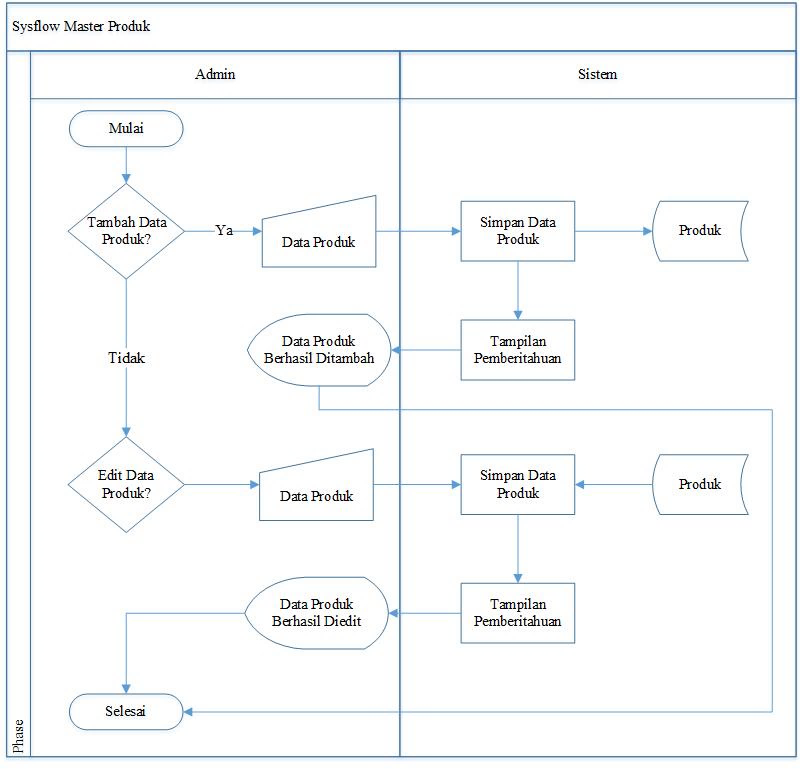 Sysflow Master Produk
Admin
Sistem
Mulai
Tambah Data
Produk?
Ya
Data Produk
Simpan Data
Produk
Produk
Data Produk
Berhasil Ditambah
Tampilan
Pemberitahuan
Tidak
Edit Data
Produk?
Data Produk
Simpan Data
Produk
Produk
Data Produk
Berhasil Diedit
Tampilan
Pemberitahuan
Selesai
Phase